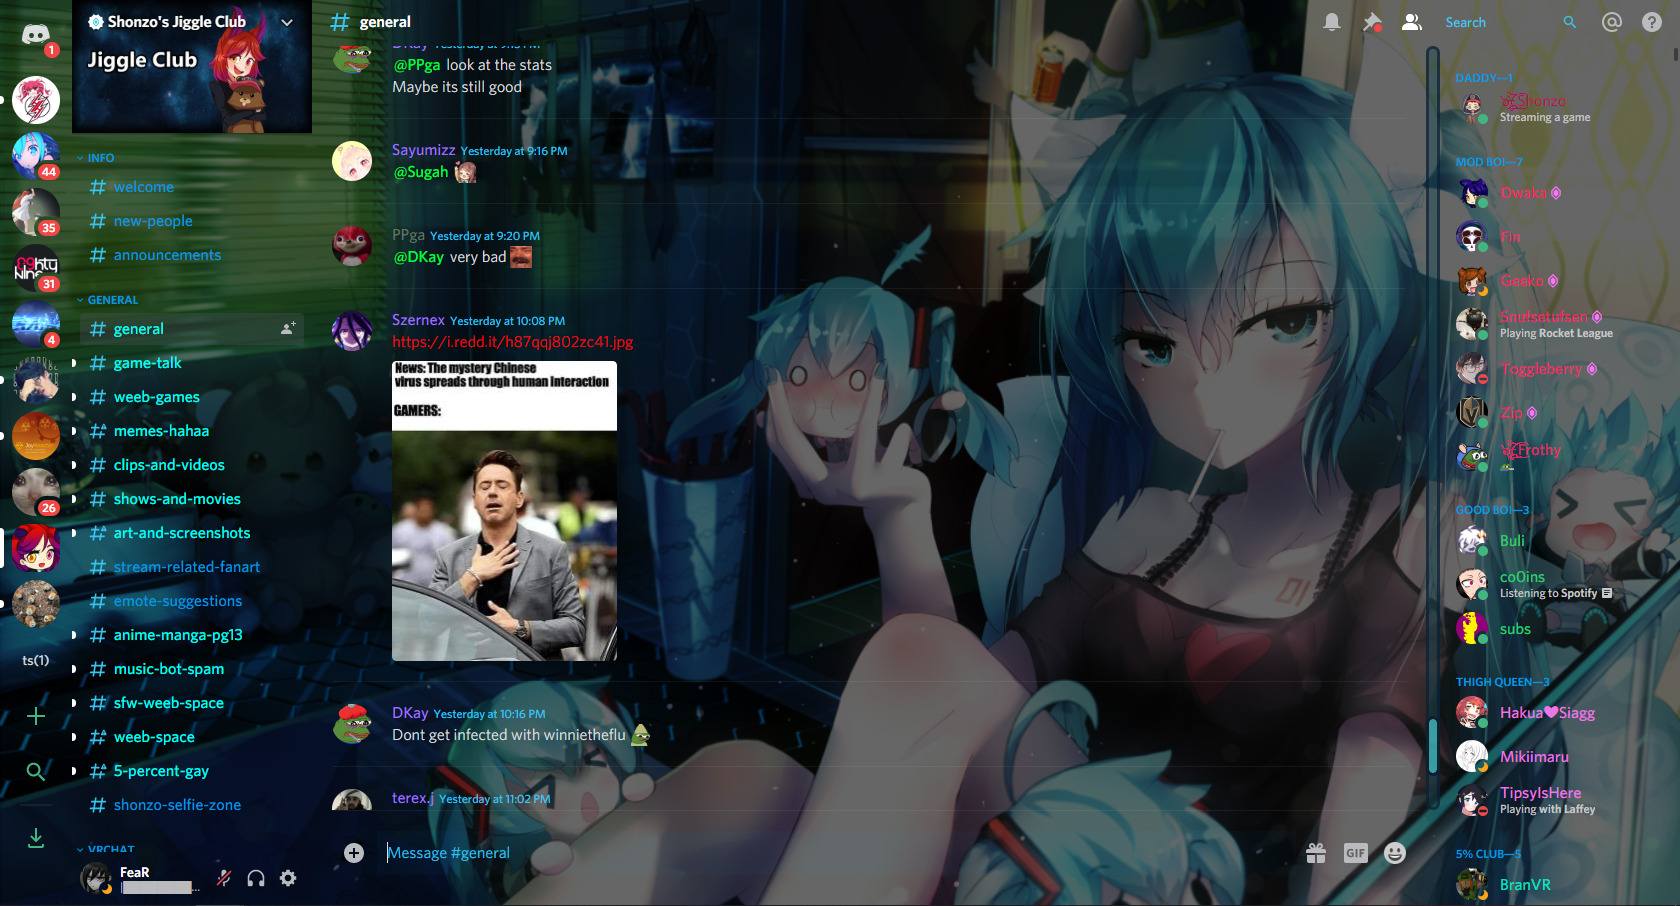 1
44
35
31
4
26
ts(1)
Shonzo's Jiggle Club
Jiggle Club
INFO
# welcome
# new-people
# announcements
GENERAL
# general
# game-talk
# weeb-games
# memes-hahaa
# clips-and-videos
# shows-and-movies
# art-and-screenshots
# stream-related-fanart
# emote-suggestions
# anime-manga-pg13
# music-bot-spam
# sfw-weeb-space
# weeb-space
# 5-percent-gay
# shonzo-selfie-zone
VRCHAT
FeaR
# general
Search
DKay
@PPga look at the stats
Maybe its still good
Sayumizz Yesterday at 9:16 PM
@Sugah
PPga Yesterday at 9:20 PM
@DKay very bad
Szernex Yesterday at 10:08 PM
https://i.redd.it/h87qqj802zc41.jpg
News: The mystery Chinese
virus spreads through human interaction
GAMERS:
DKay Yesterday at 10:16 PM
Dont get infected with winnietheflu
terex.j Yesterday at 11:02 PM
Message #general
GIF
DADDY—1
Shonzo
Streaming a game
MOD BOI—7
Owaka
Fin
Geeko
Snufsetufsen
Playing Rocket League
Toggleberry
Zip
Frothy
GOOD BOI—3
Buli
co0ins
Listening to Spotify
subs
THIGH QUEEN—3
Hakua♥Siagg
Mikiimaru
TipsyIsHere
Playing with Laffey
5% CLUB—5
BranVR